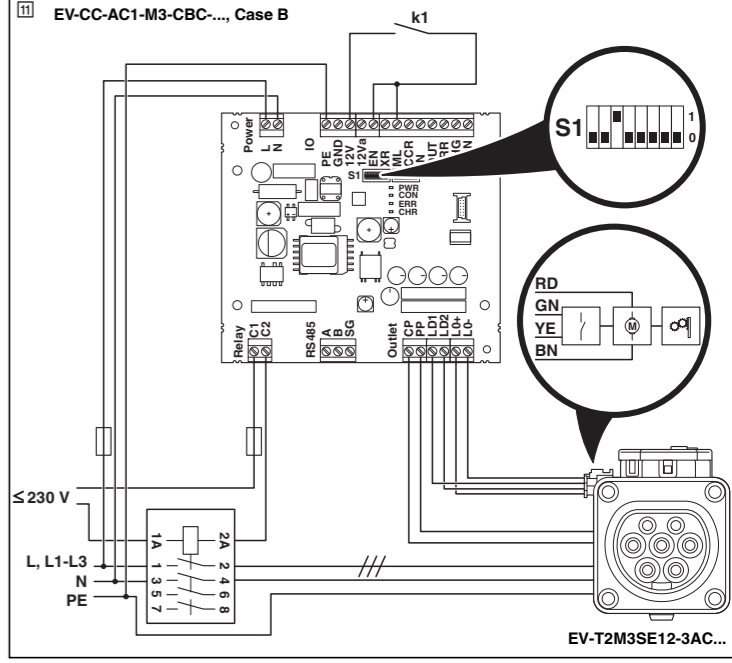 11 EV-CC-AC1-M3-CBC-..., Case B
k1
Power
L
N
IO
PE
GND
12V
12Va
EN
XR
ML
CCR
S1
1
0
S1
PWR
CON
ERR
CHR
RD
GN
YE
BN
M
Relay
C1
C2
RS485
A
B
SG
Outlet
CP
PP
LD1
LD2
L0+
L0-
≤ 230 V
1A
2A
L, L1-L3
1
2
N
3
4
PE
5
6
7
8
EV-T2M3SE12-3AC...